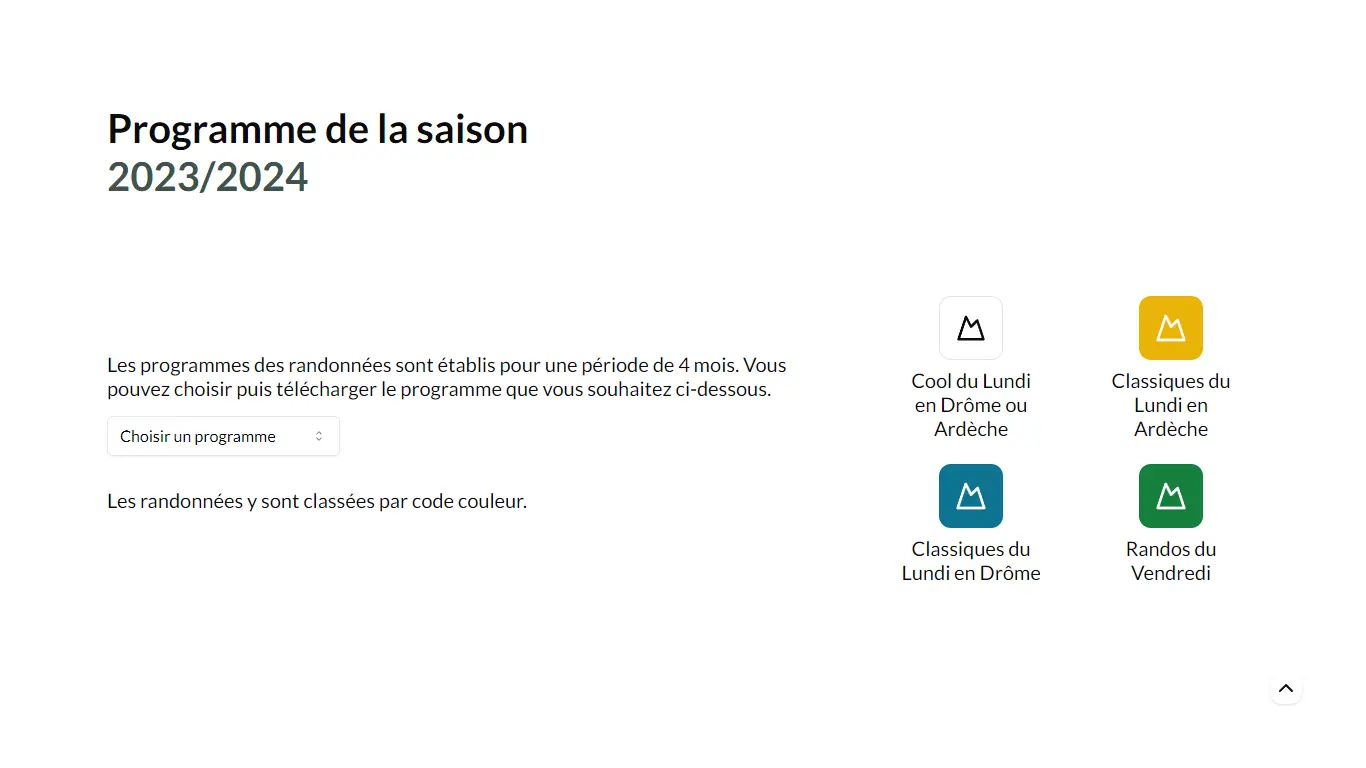 Programme de la saison
2023/2024
Les programmes des randonnées sont établis pour une période de 4 mois. Vous
pouvez choisir puis télécharger le programme que vous souhaitez ci-dessous.
Choisir un programme
Les randonnées y sont classées par code couleur.
Cool du Lundi
en Drôme ou
Ardèche
Classiques du
Lundi en
Ardèche
Classiques du
Lundi en Drôme
Randos du
Vendredi